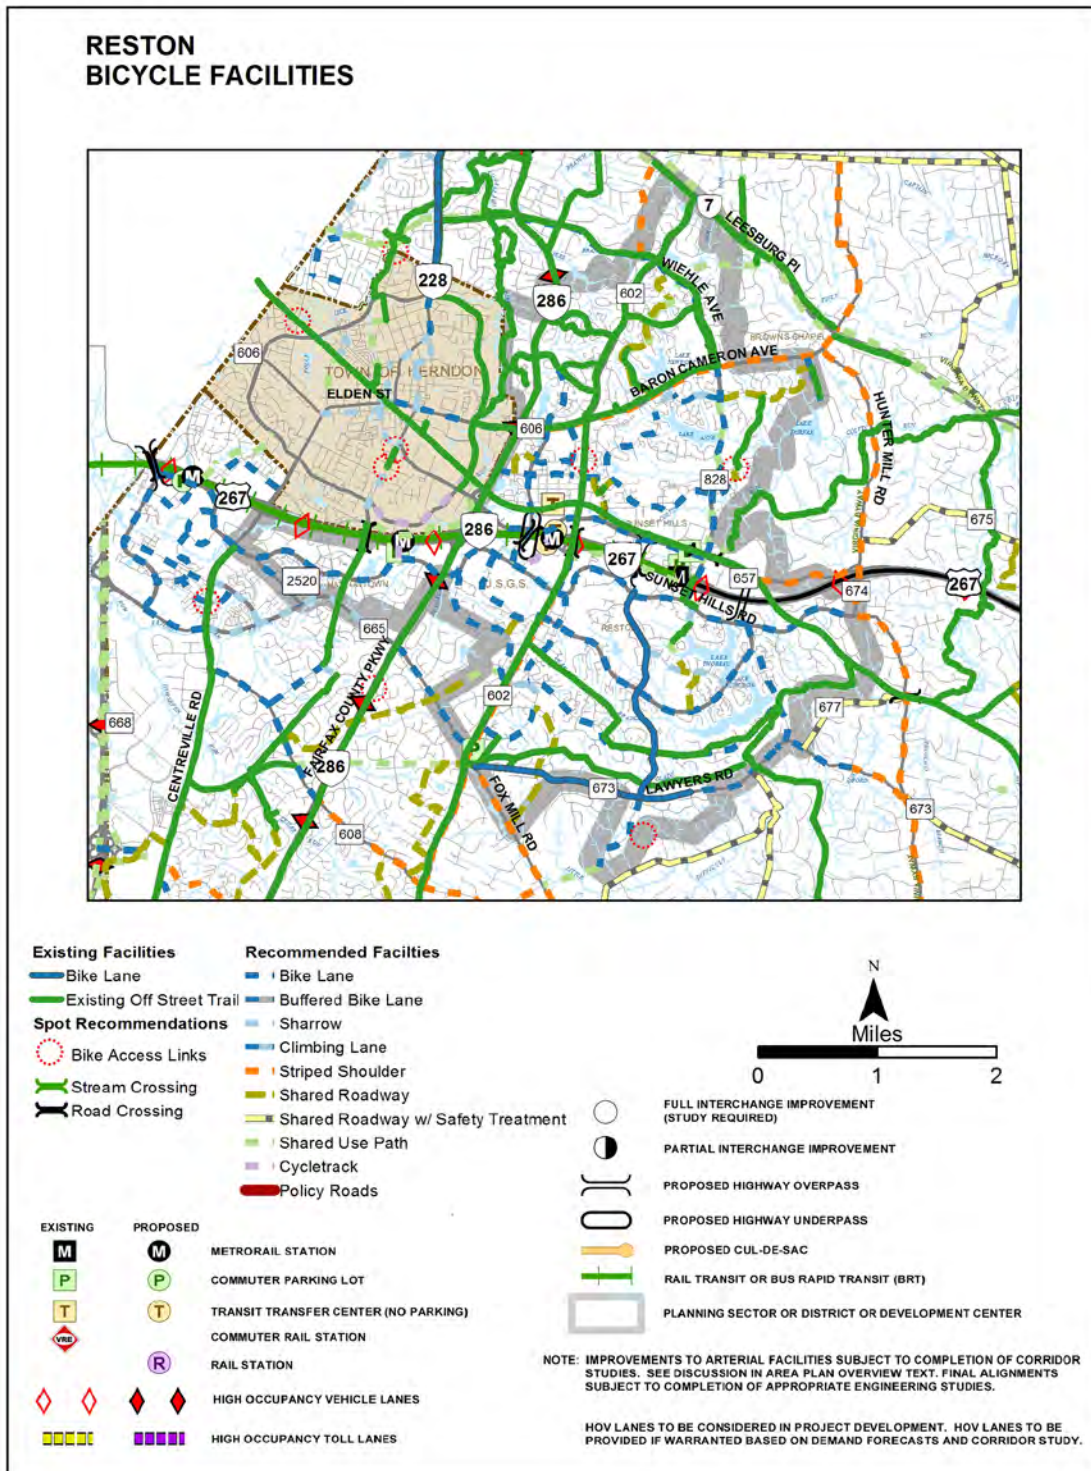 RESTON
BICYCLE FACILITIES
7
LEESBURG PI
WIEHLE AVE
228
286
602
606
BROWNS CHAPEL
TOWN OF HERNDON
BARON CAMERON AVE
ELDEN ST
HUNTER MILL RD
606
828
M
267
T
286
SUNSET HILLS
M
M
267
675
2520
U.S.G.S.
M
SUNSET HILLS RD
657
674
267
665
RESTON
FAIRFAX COUNTY PKWY
602
668
677
CENTREVILLE RD
286
FOX MILL RD
673
LAWYERS RD
673
608
Existing Facilities
Bike Lane
Existing Off Street Trail
Spot Recommendations
Bike Access Links
Stream Crossing
Road Crossing
Recommended Facilties
Bike Lane
Buffered Bike Lane
Sharrow
Climbing Lane
Striped Shoulder
Shared Roadway
Shared Roadway w/ Safety Treatment
Shared Use Path
Cycletrack
Policy Roads
N
Miles
0 1 2
EXISTING PROPOSED
M M METRORAIL STATION
P P COMMUTER PARKING LOT
T T TRANSIT TRANSFER CENTER (NO PARKING)
VRE COMMUTER RAIL STATION
R RAIL STATION
HIGH OCCUPANCY VEHICLE LANES
HIGH OCCUPANCY TOLL LANES
FULL INTERCHANGE IMPROVEMENT
(STUDY REQUIRED)
PARTIAL INTERCHANGE IMPROVEMENT
PROPOSED HIGHWAY OVERPASS
PROPOSED HIGHWAY UNDERPASS
PROPOSED CUL-DE-SAC
RAIL TRANSIT OR BUS RAPID TRANSIT (BRT)
PLANNING SECTOR OR DISTRICT OR DEVELOPMENT CENTER
NOTE: IMPROVEMENTS TO ARTERIAL FACILITIES SUBJECT TO COMPLETION OF CORRIDOR
STUDIES. SEE DISCUSSION IN AREA PLAN OVERVIEW TEXT. FINAL ALIGNMENTS
SUBJECT TO COMPLETION OF APPROPRIATE ENGINEERING STUDIES.
HOV LANES TO BE CONSIDERED IN PROJECT DEVELOPMENT. HOV LANES TO BE
PROVIDED IF WARRANTED BASED ON DEMAND FORECASTS AND CORRIDOR STUDY.